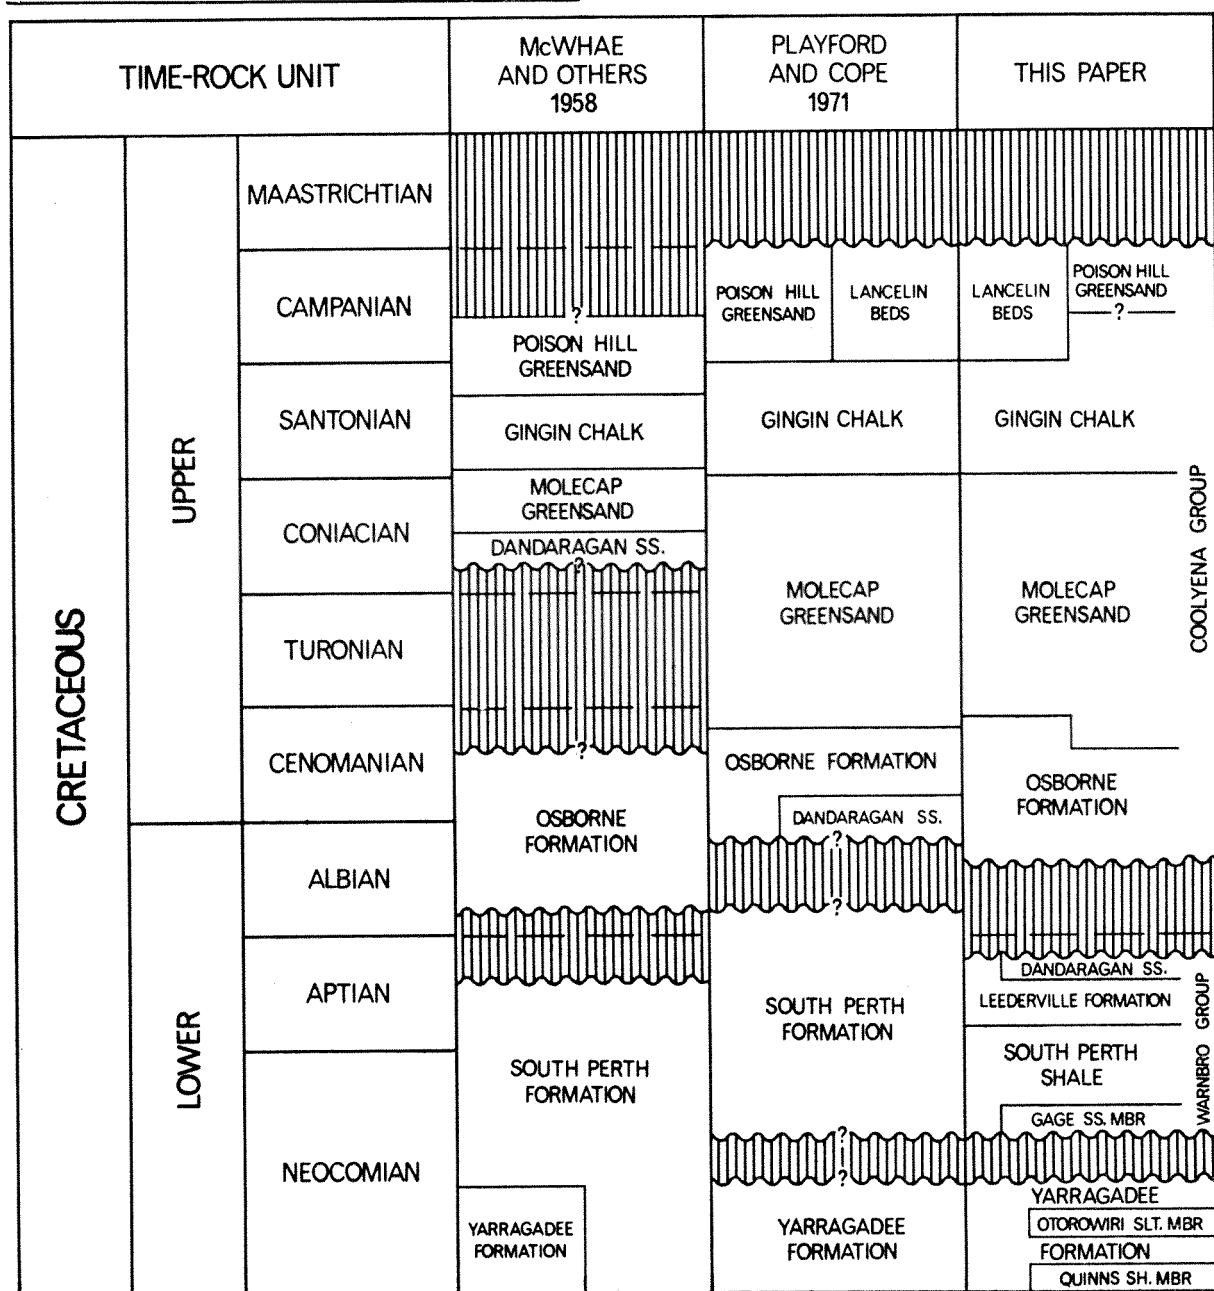 TIME-ROCK UNIT
McWHAE
AND OTHERS
1958
PLAYFORD
AND COPE
1971
THIS PAPER
CRETACEOUS
UPPER
LOWER
MAASTRICHTIAN
CAMPANIAN
SANTONIAN
CONIACIAN
TURONIAN
CENOMANIAN
ALBIAN
APTIAN
NEOCOMIAN
?
POISON HILL
GREENSAND
GINGIN CHALK
MOLECAP
GREENSAND
DANDARAGAN SS.
?
?
OSBORNE
FORMATION
SOUTH PERTH
FORMATION
YARRAGADEE
FORMATION
POISON HILL
GREENSAND
LANCELIN
BEDS
GINGIN CHALK
MOLECAP
GREENSAND
OSBORNE FORMATION
DANDARAGAN SS.
?
?
SOUTH PERTH
FORMATION
?
?
YARRAGADEE
FORMATION
LANCELIN
BEDS
POISON HILL
GREENSAND
?
GINGIN CHALK
MOLECAP
GREENSAND
OSBORNE
FORMATION
COOLYENA GROUP
DANDARAGAN SS.
LEEDERVILLE FORMATION
SOUTH PERTH
SHALE
GAGE SS. MBR
WARNBRO GROUP
YARRAGADEE
OTOROWIRI SLT. MBR
FORMATION
QUINNS SH. MBR